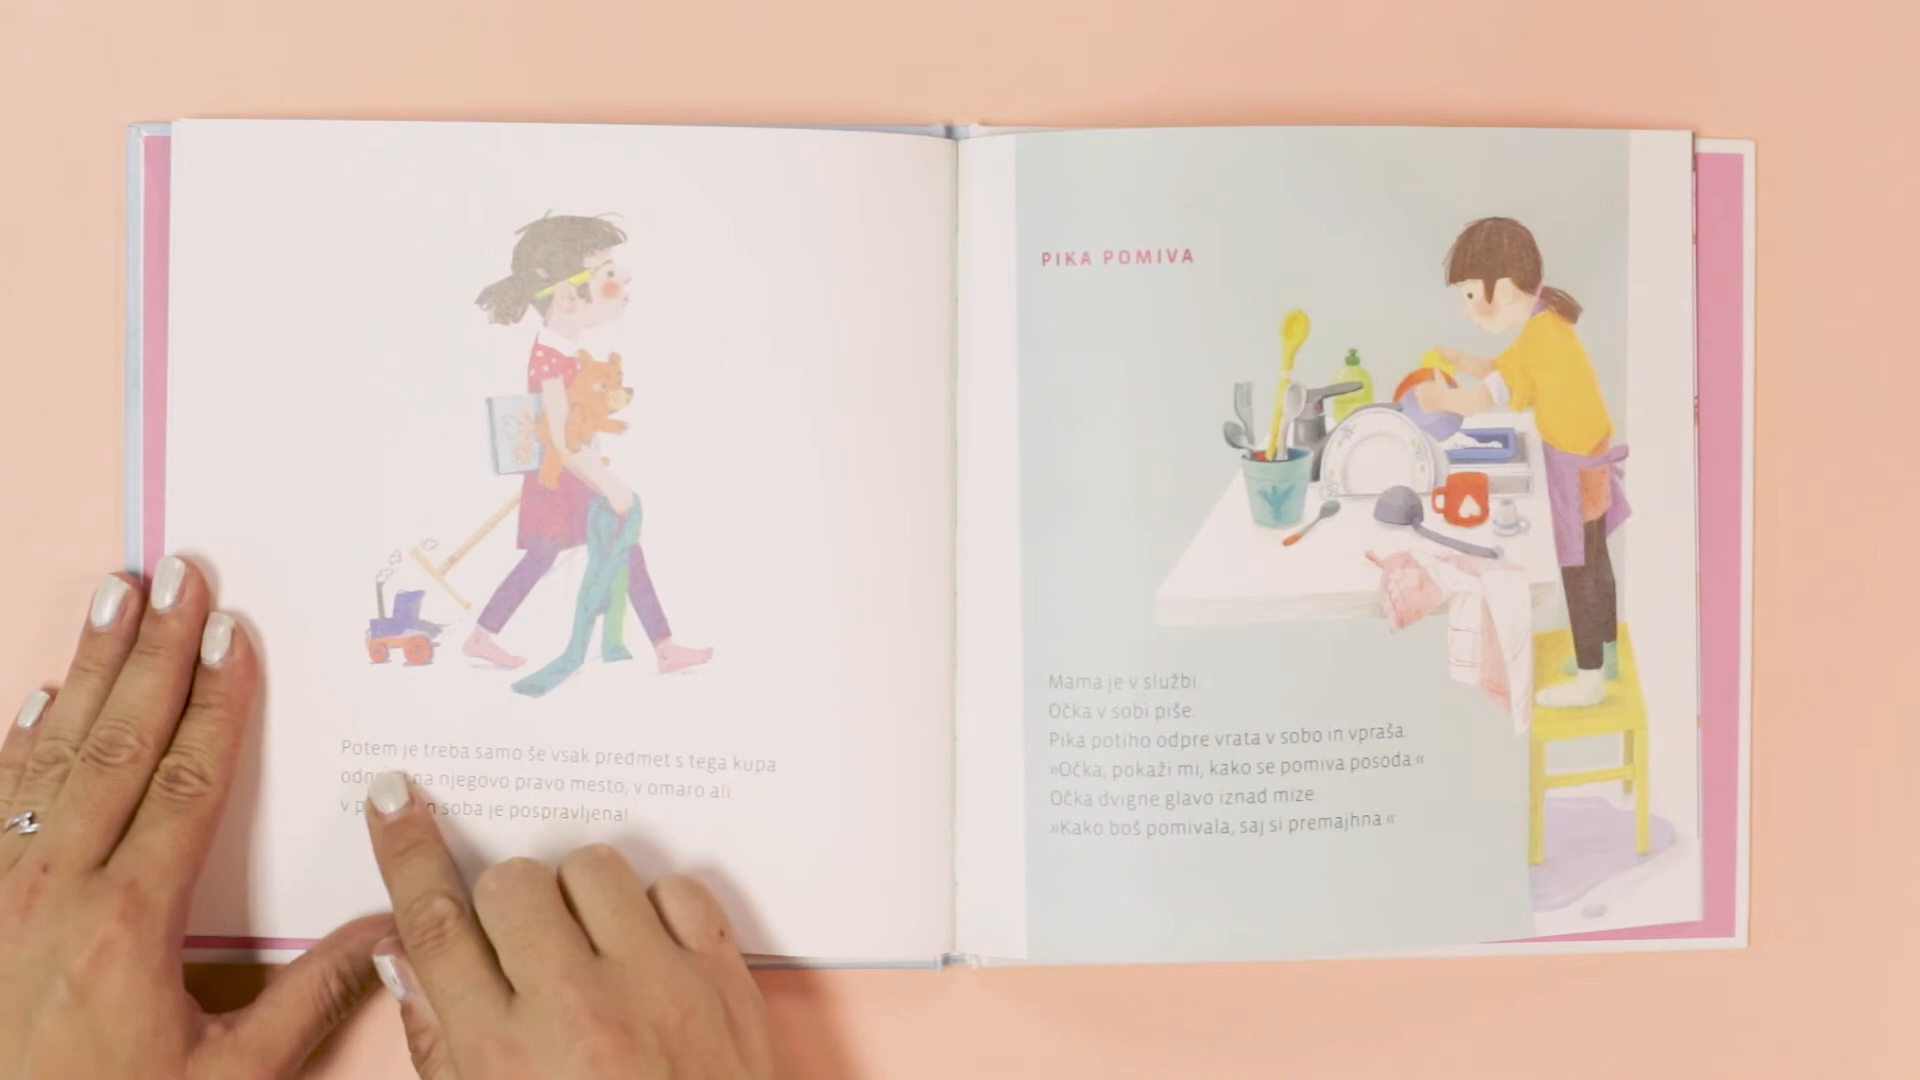 Potem je treba samo še vsak predmet s tega kupa
na njegovo pravo mesto, v omaro ali
v soba je pospravljena!
PIKA POMIVA
Mama je v službi.
Očka v sobi piše.
Pika potiho odpre vrata v sobo in vpraša:
»Očka, pokaži mi, kako se pomiva posoda.«
Očka dvigne glavo iznad mize.
»Kako boš pomivala, saj si premajhna.«